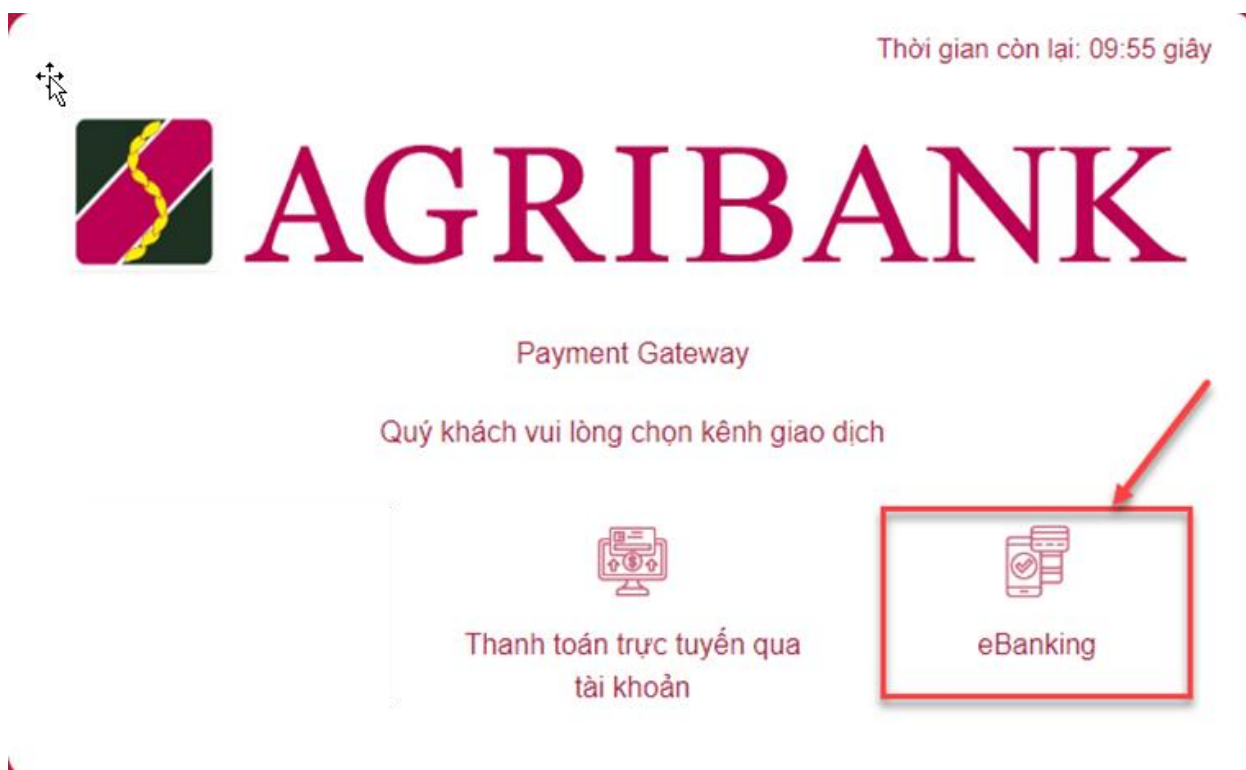 Thời gian còn lại: 09:55 giây
AGRIBANK
Payment Gateway
Quý khách vui lòng chọn kênh giao dịch
Thanh toán trực tuyến qua
tài khoản
eBanking